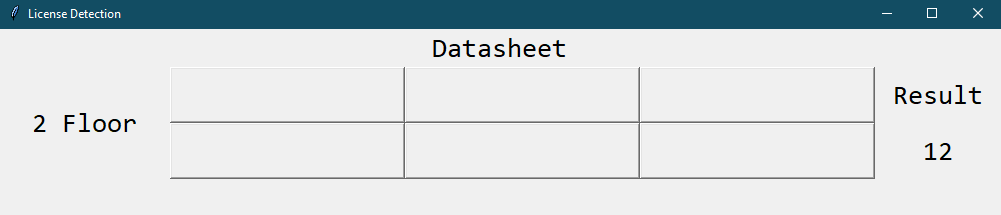 License Detection
Datasheet
2 Floor
Result
12